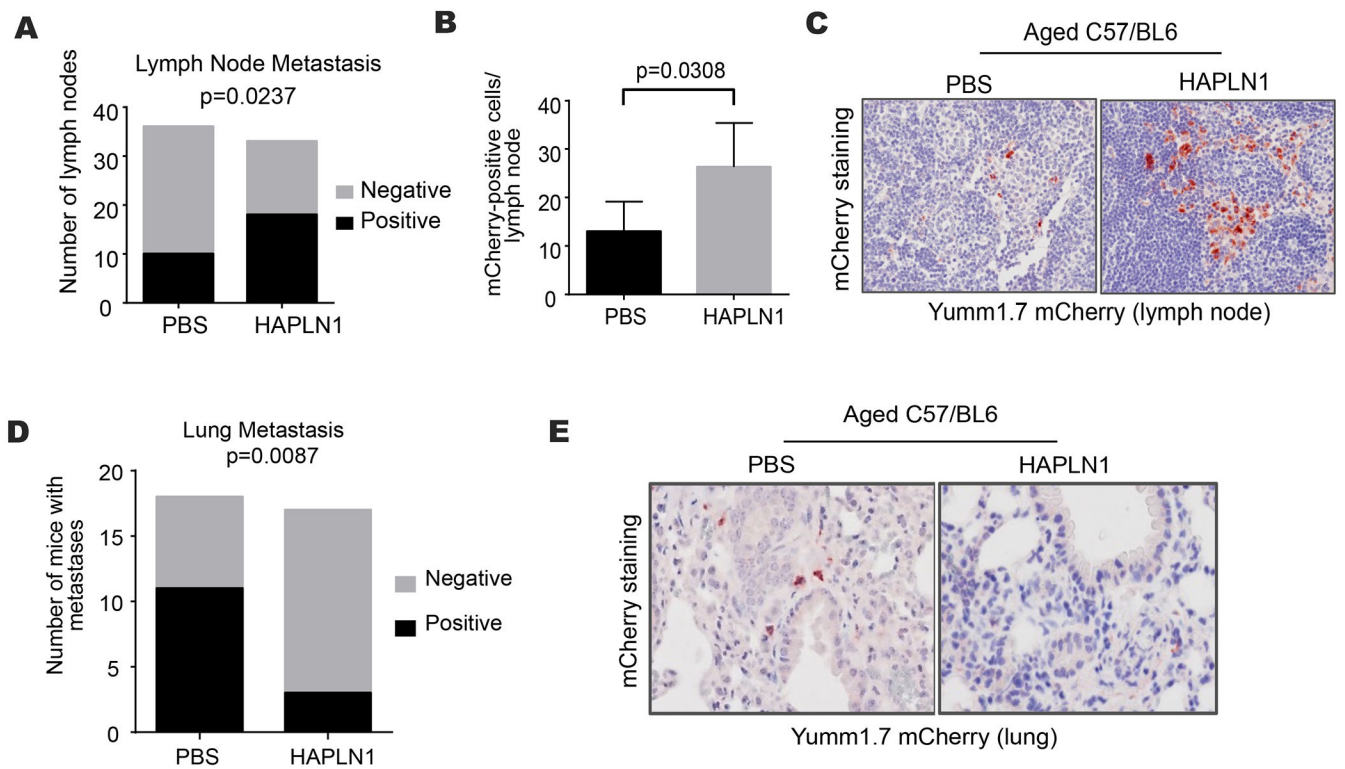 A
Lymph Node Metastasis
p=0.0237
Number of lymph nodes
40
30
20
10
0
PBS
HAPLN1
Negative
Positive
B
mCherry-positive cells/
lymph node
p=0.0308
40
30
20
10
0
PBS
HAPLN1
C
Aged C57/BL6
PBS
HAPLN1
mCherry staining
Yumm1.7 mCherry (lymph node)
D
Lung Metastasis
p=0.0087
Number of mice with
metastases
20
15
10
5
0
PBS
HAPLN1
Negative
Positive
E
Aged C57/BL6
PBS
HAPLN1
mCherry staining
Yumm1.7 mCherry (lung)